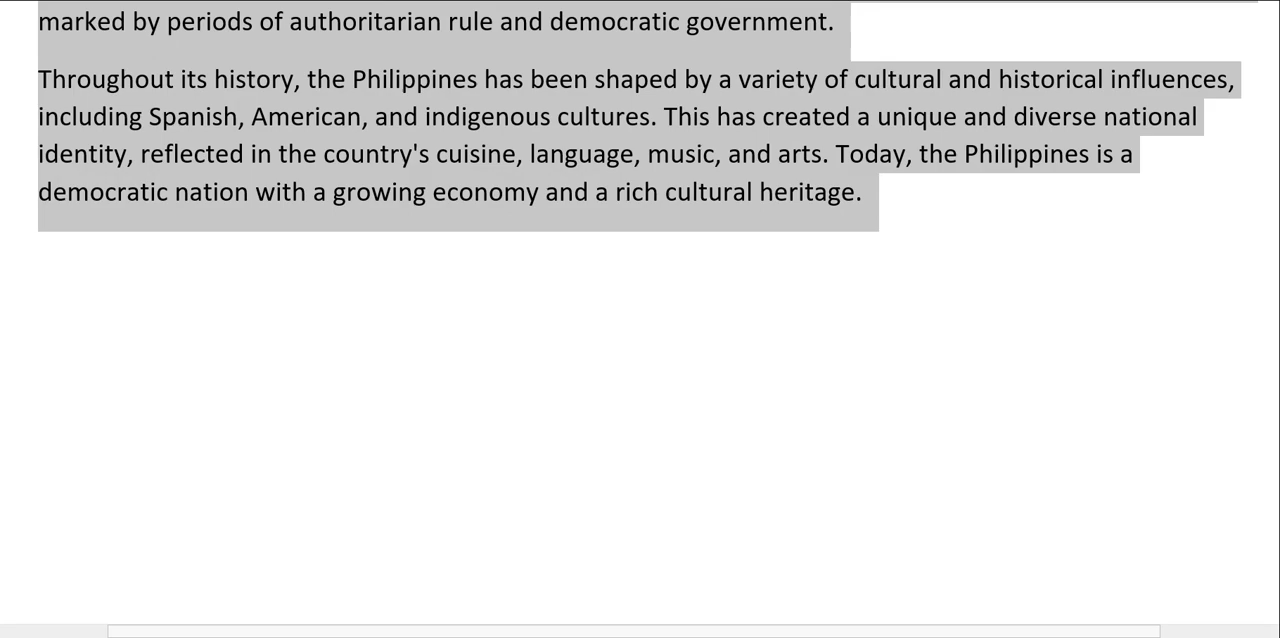 marked by periods of authoritarian rule and democratic government.
Throughout its history, the Philippines has been shaped by a variety of cultural and historical influences,
including Spanish, American, and indigenous cultures. This has created a unique and diverse national
identity, reflected in the country's cuisine, language, music, and arts. Today, the Philippines is a
democratic nation with a growing economy and a rich cultural heritage.